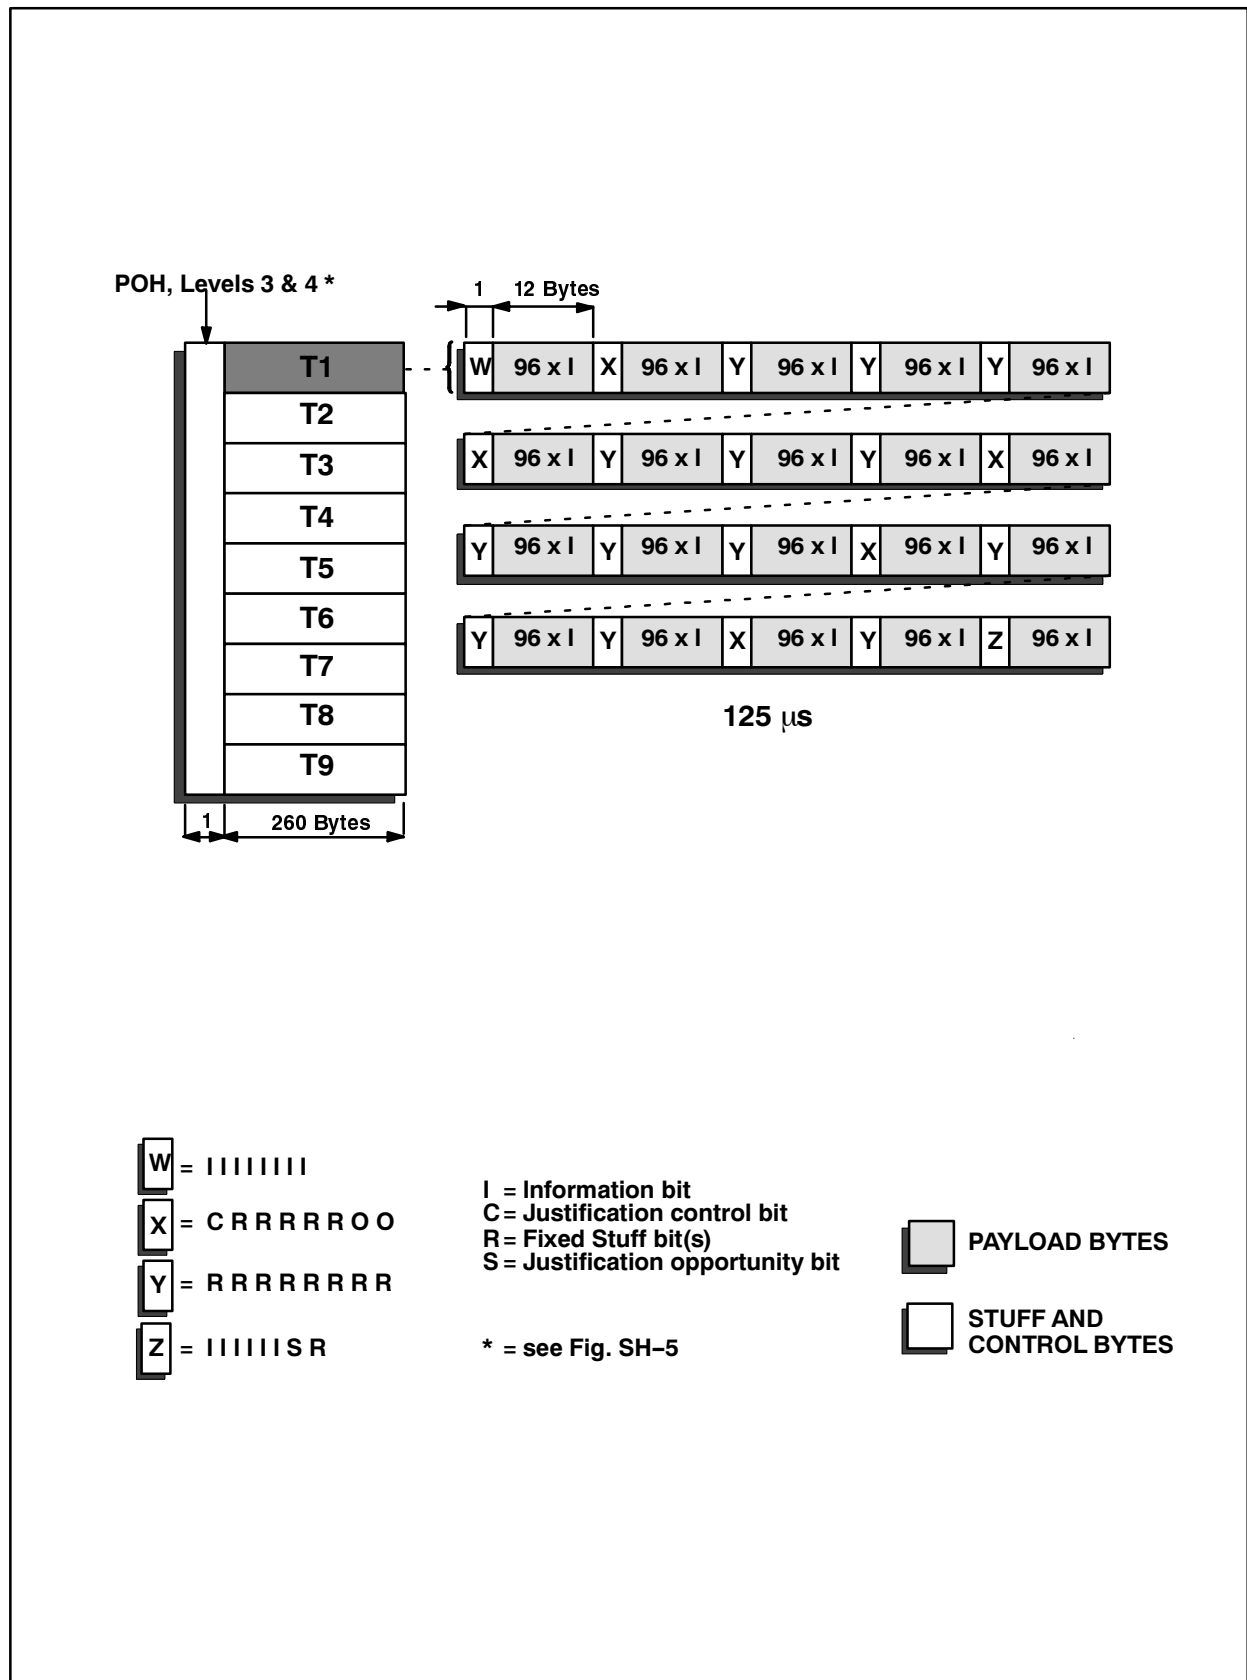 POH, Levels 3 & 4 *
1 12 Bytes
T1
T2
T3
T4
T5
T6
T7
T8
T9
1 260 Bytes
W 96 x I X 96 x I Y 96 x I Y 96 x I Y 96 x I
X 96 x I Y 96 x I Y 96 x I Y 96 x I X 96 x I
Y 96 x I Y 96 x I Y 96 x I X 96 x I Y 96 x I
Y 96 x I Y 96 x I X 96 x I Y 96 x I Z 96 x I
125 μs
W = I I I I I I I I
X = C R R R R R O O
Y = R R R R R R R R
Z = I I I I I I S R
I = Information bit
C = Justification control bit
R = Fixed Stuff bit(s)
S = Justification opportunity bit
* = see Fig. SH–5
PAYLOAD BYTES
STUFF AND
CONTROL BYTES